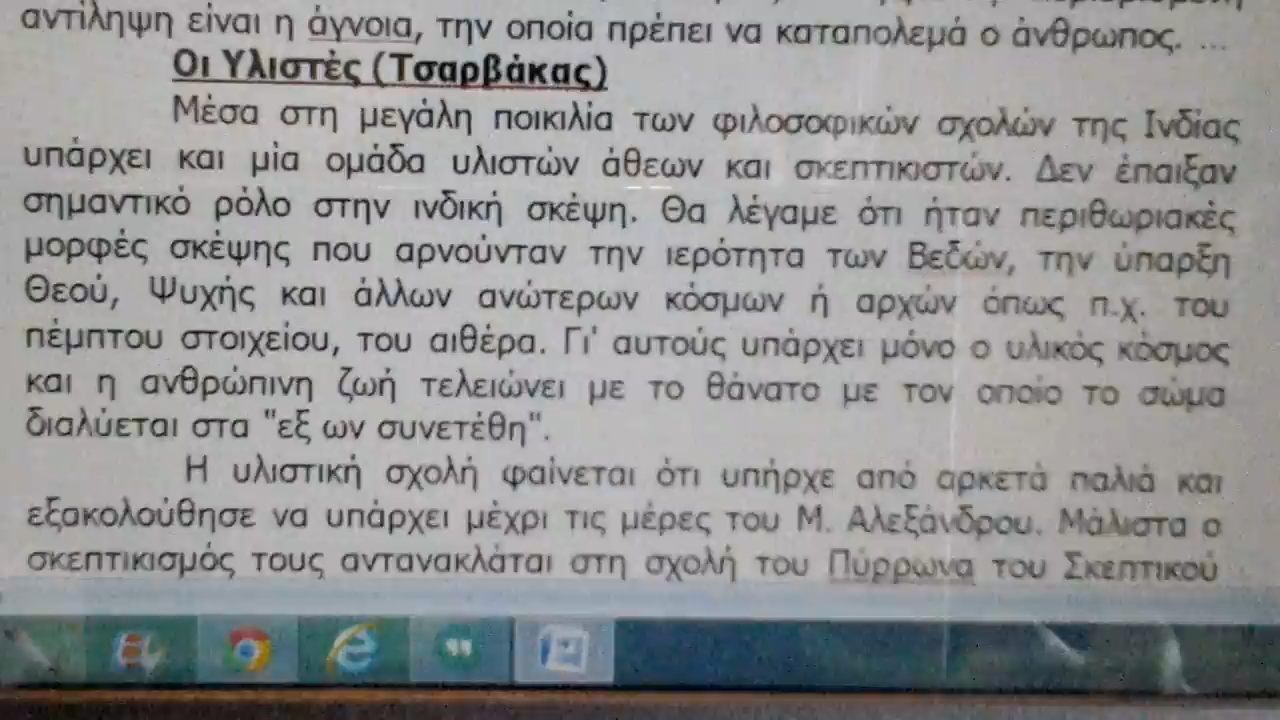 αντίληψη είναι η άγνοια, την οποία πρέπει να καταπολεμά ο άνθρωπος. ...
Οι Υλιστές (Τσαρβάκας)
Μέσα στη μεγάλη ποικιλία των φιλοσοφικών σχολών της Ινδίας
υπάρχει και μία ομάδα υλιστών άθεων και σκεπτικιστών. Δεν έπαιξαν
σημαντικό ρόλο στην ινδική σκέψη. Θα λέγαμε ότι ήταν περιθωριακές
μορφές σκέψης που αρνούνταν την ιερότητα των Βεδών, την ύπαρξη
Θεού, Ψυχής και άλλων ανώτερων κόσμων ή αρχών όπως π.χ. του
πέμπτου στοιχείου, του αιθέρα. Γι' αυτούς υπάρχει μόνο ο υλικός κόσμος
και η ανθρώπινη ζωή τελειώνει με το θάνατο με τον οποίο το σώμα
διαλύεται στα "εξ ων συνετέθη".
Η υλιστική σχολή φαίνεται ότι υπήρχε από αρκετά παλιά και
εξακολούθησε να υπάρχει μέχρι τις μέρες του Μ. Αλεξάνδρου. Μάλιστα ο
σκεπτικισμός τους αντανακλάται στη σχολή του Πύρρωνα του Σκεπτικού